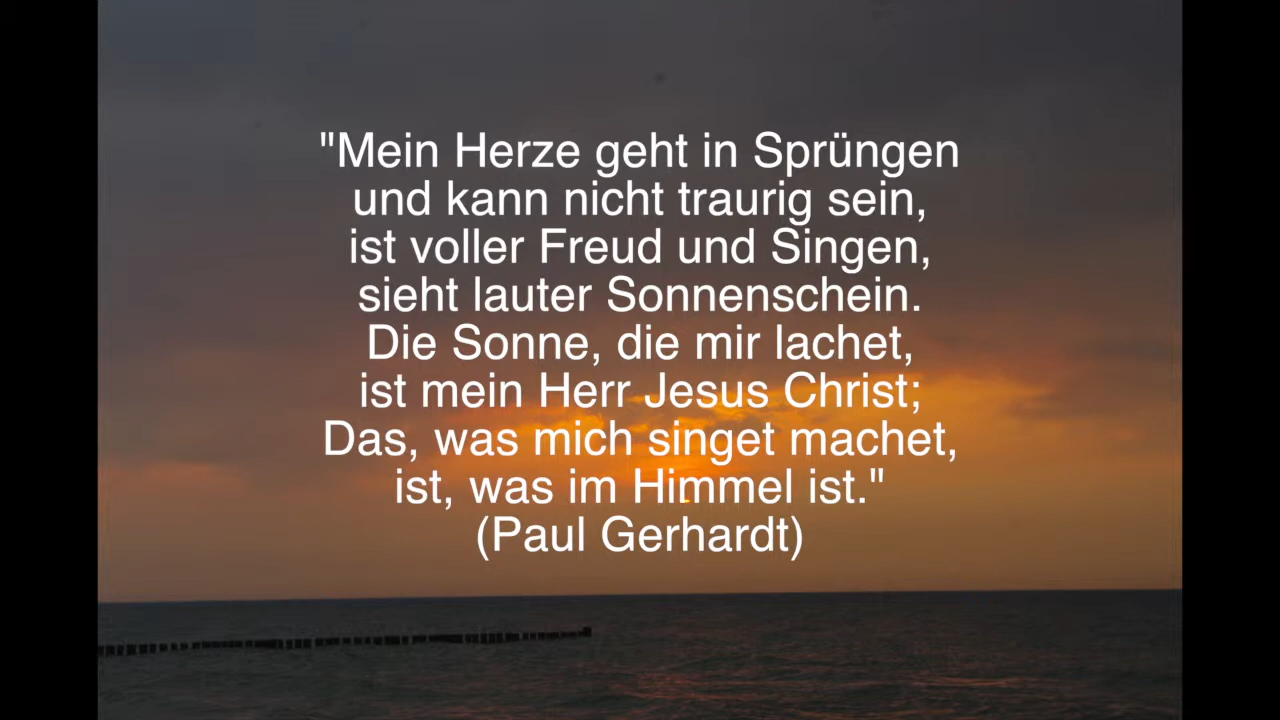 "Mein Herze geht in Sprüngen
und kann nicht traurig sein,
ist voller Freud und Singen,
sieht lauter Sonnenschein.
Die Sonne, die mir lachet,
ist mein Herr Jesus Christ;
Das, was mich singet machet,
ist, was im Himmel ist."
(Paul Gerhardt)